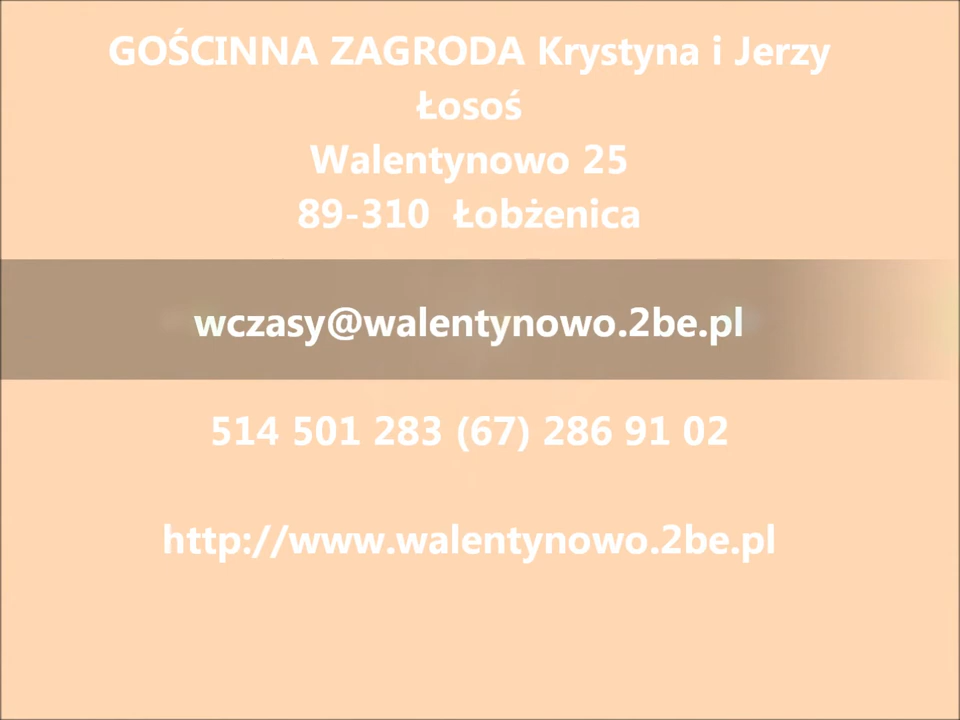 GOŚCINNA ZAGRODA Krystyna i Jerzy
Łosoś
Walentynowo 25
89-310 Łobżenica
wczasy@walentynowo.2be.pl
514 501 283 (67) 286 91 02
http://www.walentynowo.2be.pl